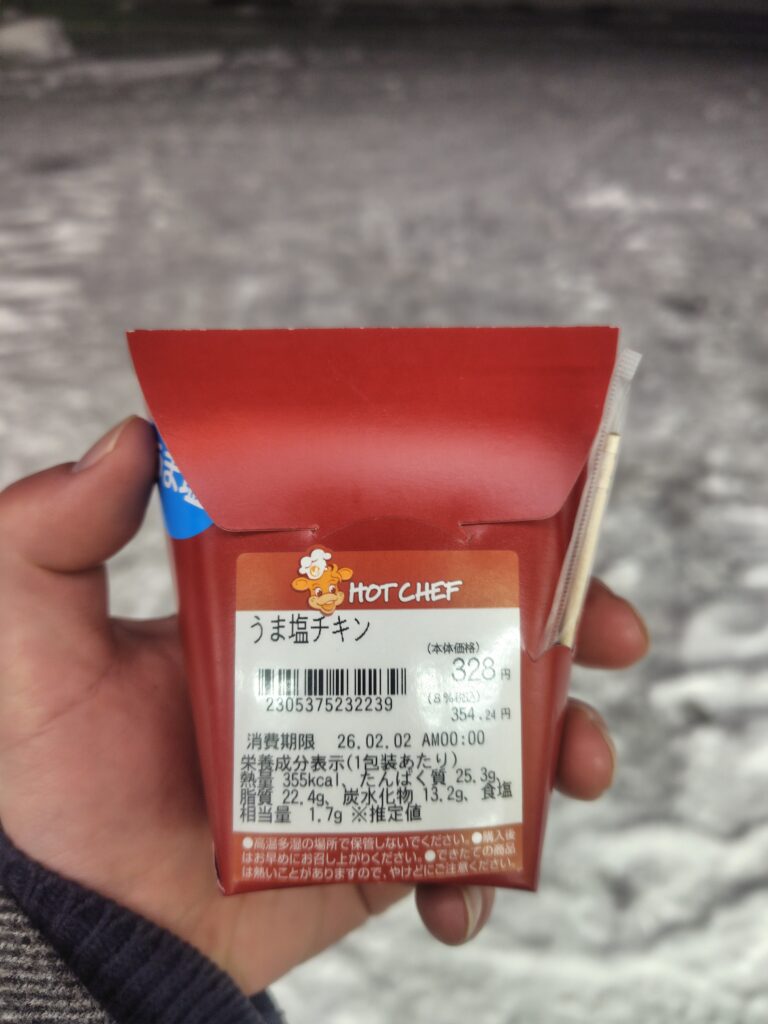 ま塩
HOT CHEF
うま塩チキン
(本体価格)
328円
(8%税込)
354.24円
2305375232239
消費期限 26.02.02 AM00:00
栄養成分表示(1包装あたり)
熱量 355kcal、たんぱく質 25.3g、
脂質 22.4g、炭水化物 13.2g、食塩
相当量 1.7g ※推定値
●高温多湿の場所で保管しないでください。●購入後
はお早めにお召し上がりください。●できたての商品
は熱いことがありますので、やけどにご注意ください。